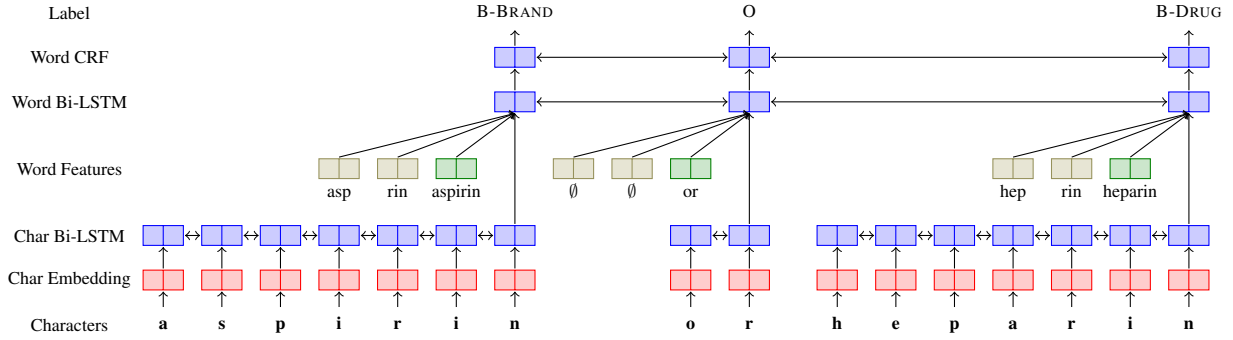 Label B-BRAND O B-DRUG
Word CRF
Word Bi-LSTM
Word Features
asp rin aspirin ∅ ∅ or hep rin heparin
Char Bi-LSTM
Char Embedding
Characters a s p i r i n o r h e p a r i n